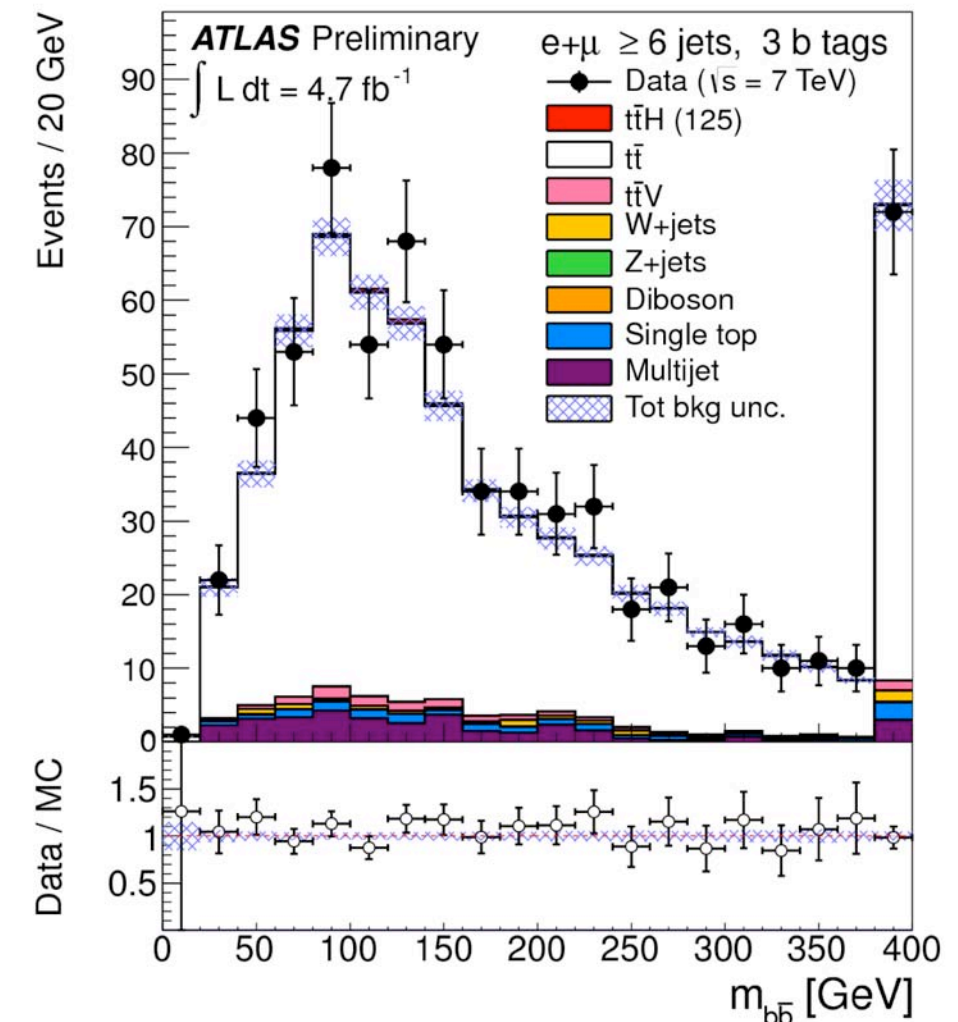 Events / 20 GeV
ATLAS Preliminary
∫ L dt = 4.7 fb⁻¹
e+μ ≥ 6 jets, 3 b tags
Data (√s = 7 TeV)
tt̄H (125)
tt̄
tt̄V
W+jets
Z+jets
Diboson
Single top
Multijet
Tot bkg unc.
90
80
70
60
50
40
30
20
10
0
Data / MC
1.5
1
0.5
0 50 100 150 200 250 300 350 400
m_bb̄ [GeV]